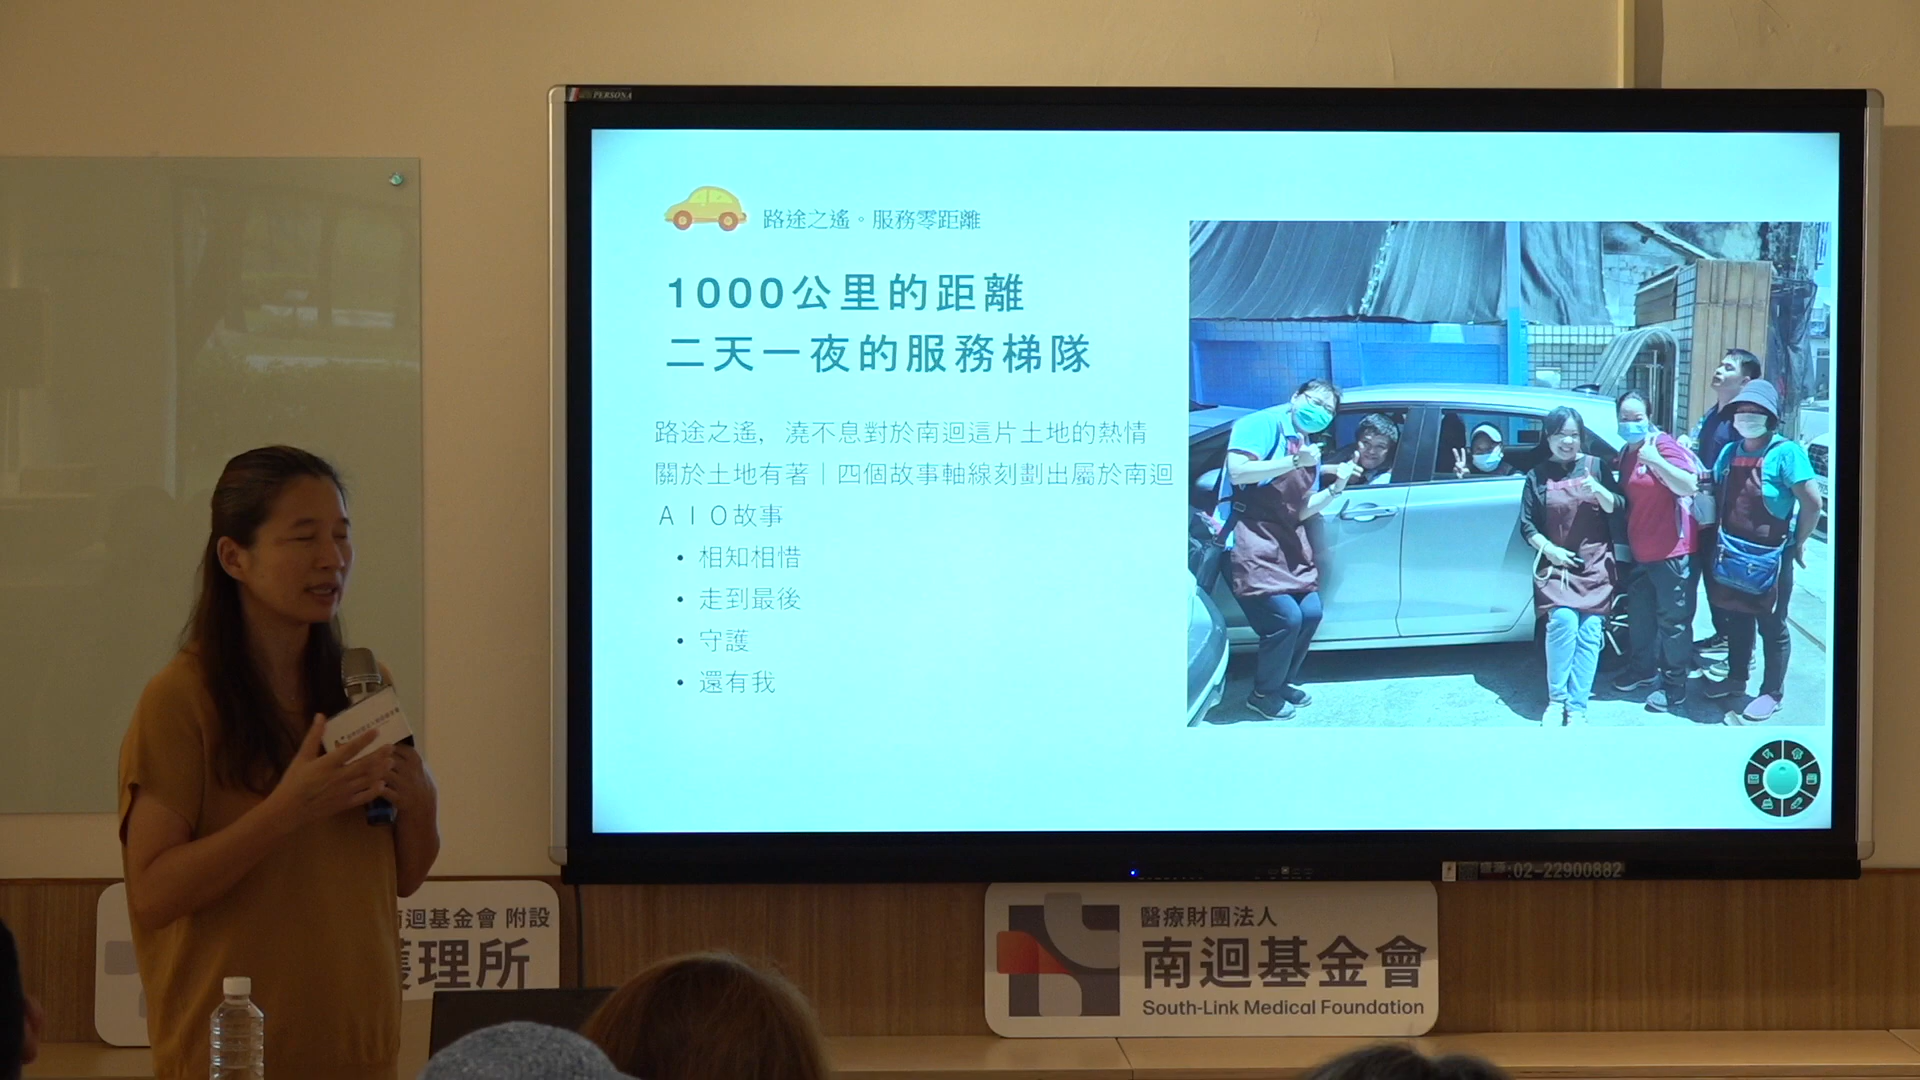 PERSONA
路途之遙。服務零距離
1000公里的距離
二天一夜的服務梯隊
路途之遙，澆不息對於南迴這片土地的熱情
關於土地有著｜四個故事軸線刻劃出屬於南迴
ＡＩＯ故事
• 相知相惜
• 走到最後
• 守護
• 還有我
:02-22900882
南迴基金會 附設
護理所
醫療財團法人
南迴基金會
South-Link Medical Foundation